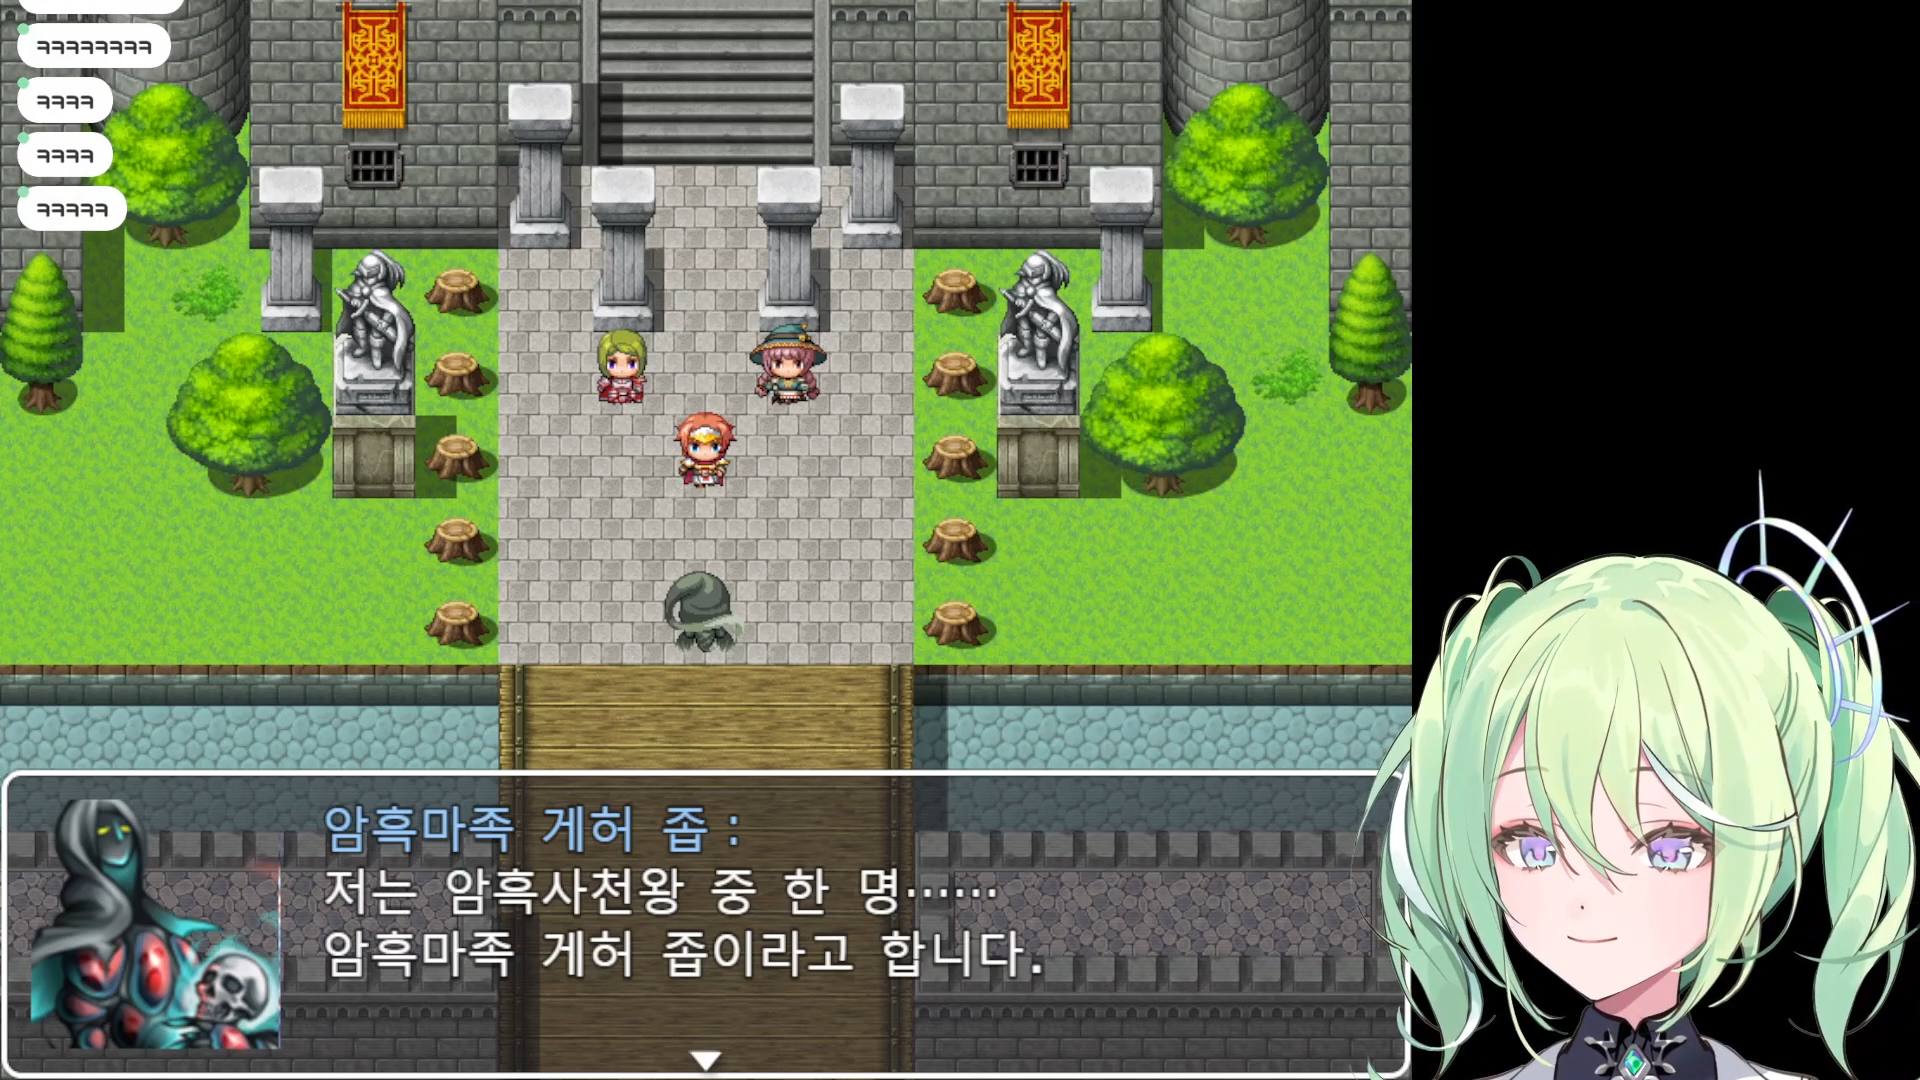 ㅋㅋㅋㅋㅋㅋㅋㅋ
ㅋㅋㅋㅋ
ㅋㅋㅋㅋ
ㅋㅋㅋㅋㅋ
암흑마족 게허 좁 :
저는 암흑사천왕 중 한 명……
암흑마족 게허 좁이라고 합니다.